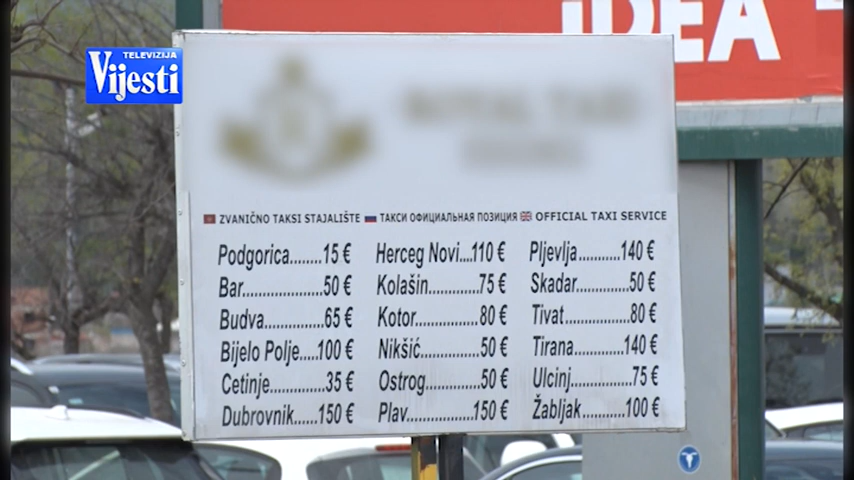 iDEA
TELEVIZIJA
Vijesti
ZVANIČNO TAKSI STAJALIŠTE ТАКСИ ОФИЦИАЛЬНАЯ ПОЗИЦИЯ OFFICIAL TAXI SERVICE
Podgorica........15 €
Bar....................50 €
Budva...............65 €
Bijelo Polje...100 €
Cetinje.............35 €
Dubrovnik......150 €
Herceg Novi...110 €
Kolašin.............75 €
Kotor................80 €
Nikšić...............50 €
Ostrog..............50 €
Plav.................150 €
Pljevlja...........140 €
Skadar.............50 €
Tivat.................80 €
Tirana.............140 €
Ulcinj...............75 €
Žabljak...........100 €